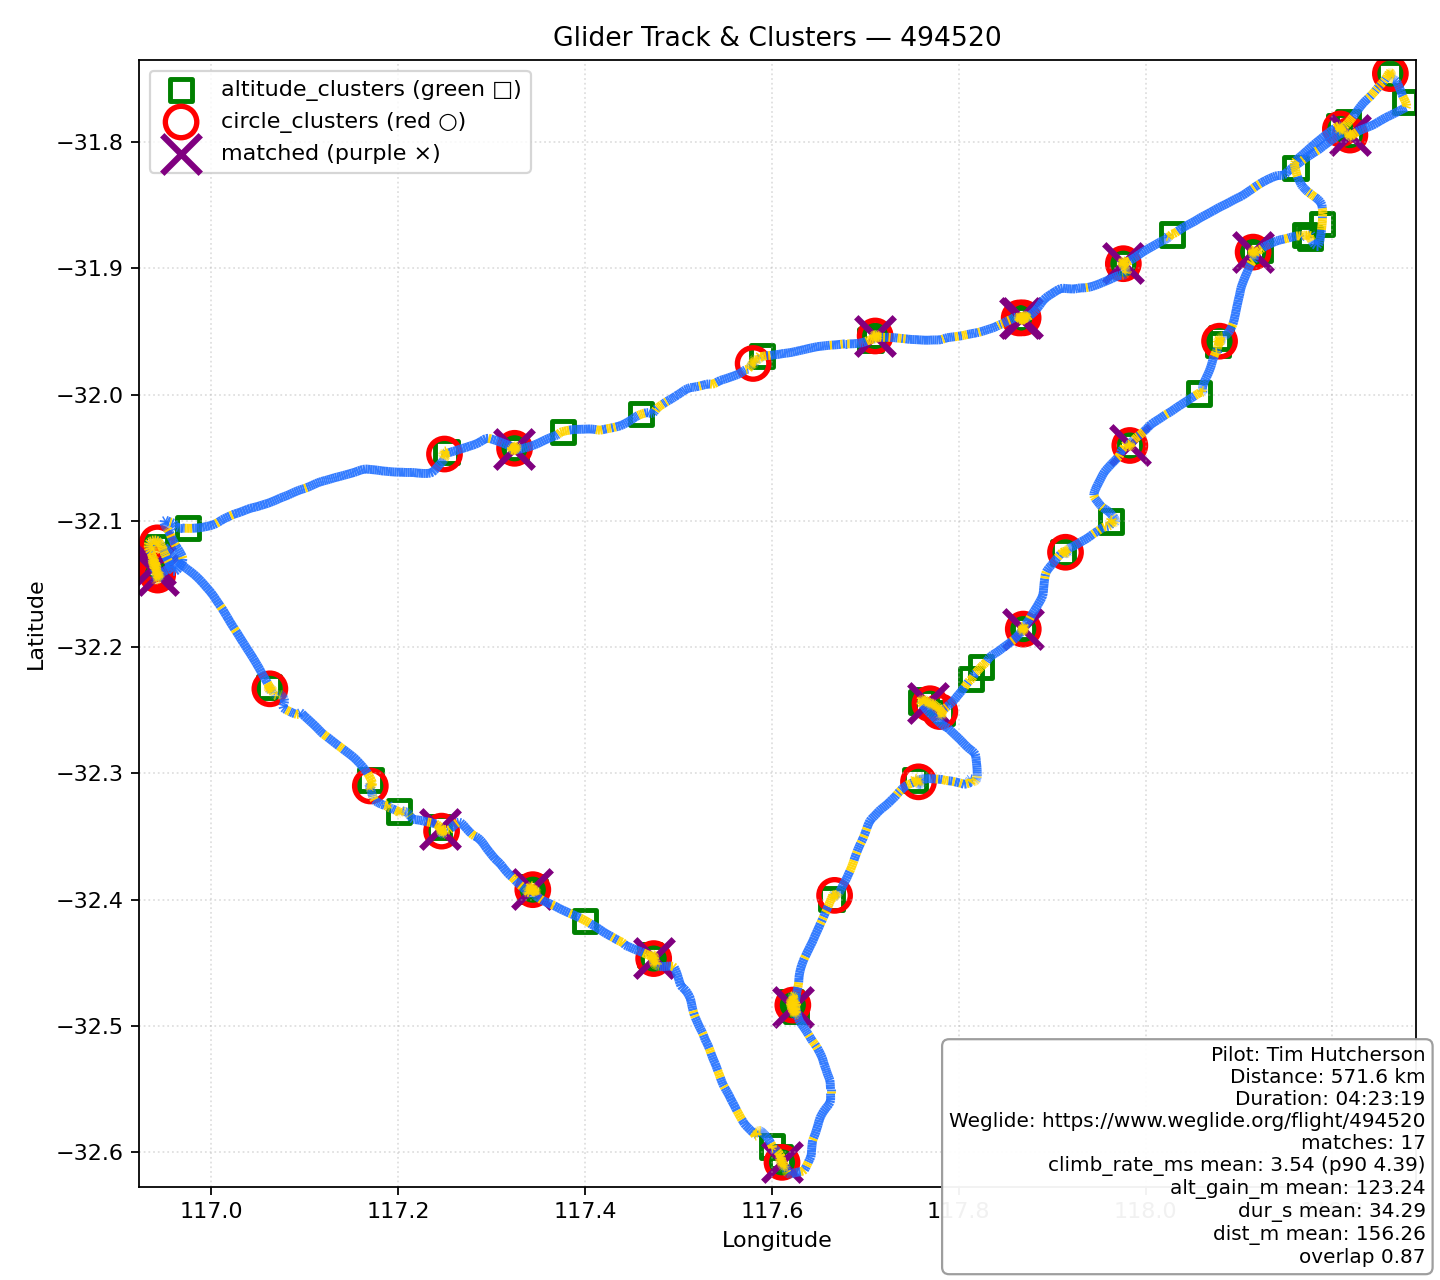 Glider Track & Clusters — 494520
altitude_clusters (green □)
circle_clusters (red ○)
matched (purple ×)
−31.8
−31.9
−32.0
−32.1
−32.2
−32.3
−32.4
−32.5
−32.6
Latitude
117.0
117.2
117.4
117.6
117.8
118.0
Longitude
Pilot: Tim Hutcherson
Distance: 571.6 km
Duration: 04:23:19
Weglide: https://www.weglide.org/flight/494520
matches: 17
climb_rate_ms mean: 3.54 (p90 4.39)
alt_gain_m mean: 123.24
dur_s mean: 34.29
dist_m mean: 156.26
overlap 0.87